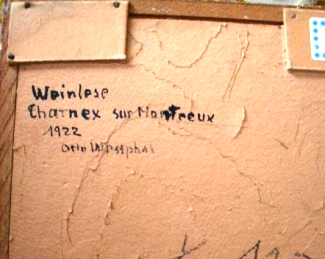 Weinlese
Charnex sur Montreux
1922
Otto Westphal